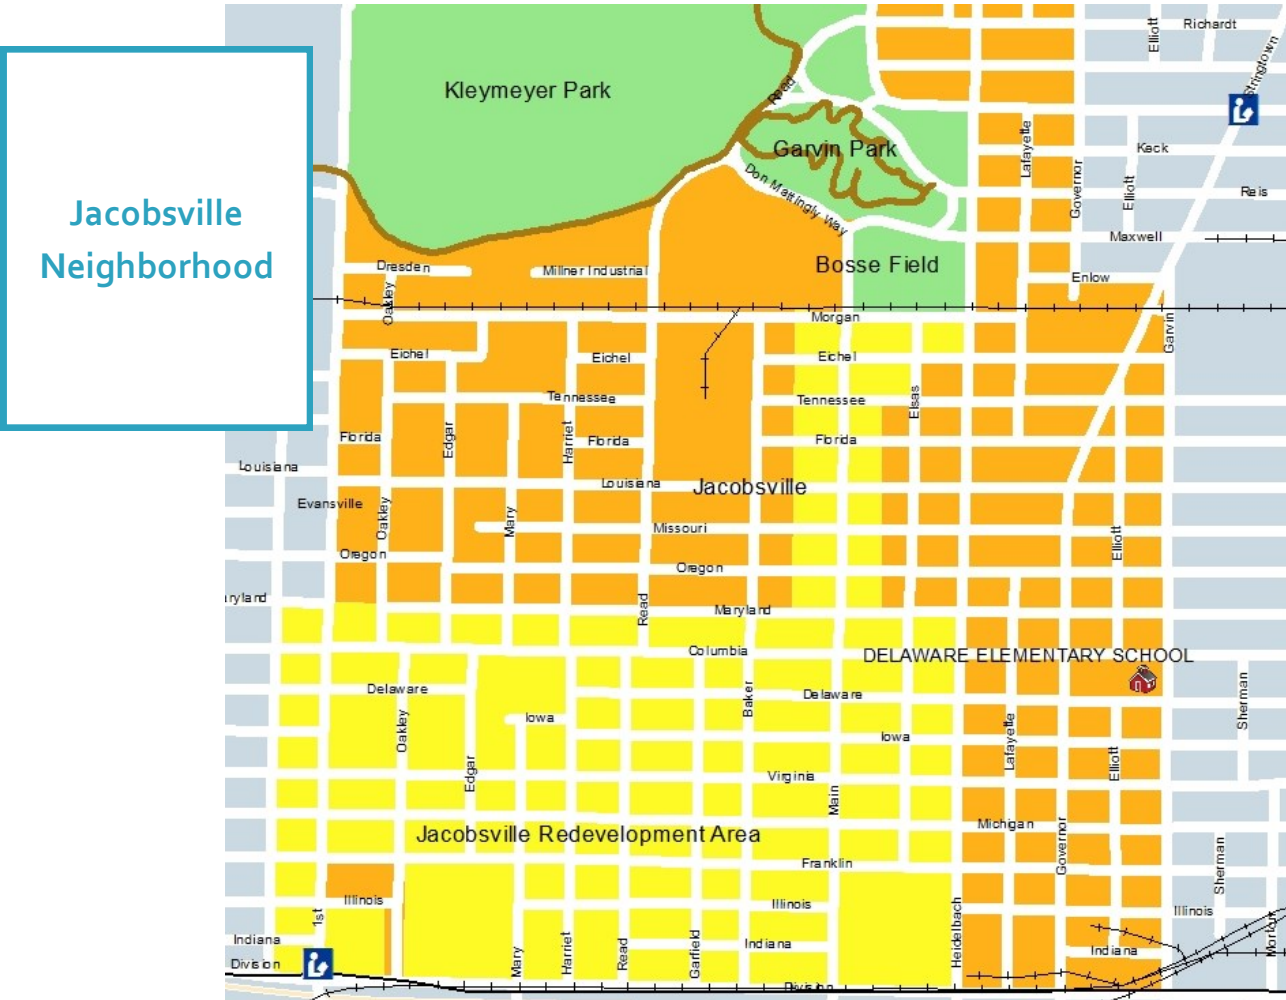 Jacobsville
Neighborhood
Richardt
Elliott
Stringtown
Kleymeyer Park
Read
Garvin Park
Lafayette
Keck
Governor
Elliott
Reis
Don Mattingly Way
Maxwell
Bosse Field
Dresden
Millner Industrial
Enlow
Oakley
Morgan
Garvin
Eichel
Eichel
Eichel
Tennessee
Tennessee
Elsas
Florida
Edgar
Harriet
Florida
Florida
Louisiana
Louisiana
Jacobsville
Evansville
Oakley
Mary
Missouri
Elliott
Oregon
Oregon
aryland
Read
Maryland
Columbia
DELAWARE ELEMENTARY SCHOOL
Delaware
Baker
Delaware
Sherman
Oakley
Iowa
Iowa
Lafayette
Edgar
Virginia
Elliott
Main
Jacobsville Redevelopment Area
Michigan
Governor
Franklin
Sherman
Illinois
Illinois
Illinois
1st
Heidelbach
Indiana
Mary
Harriet
Read
Garfield
Indiana
Indiana
Division
Division